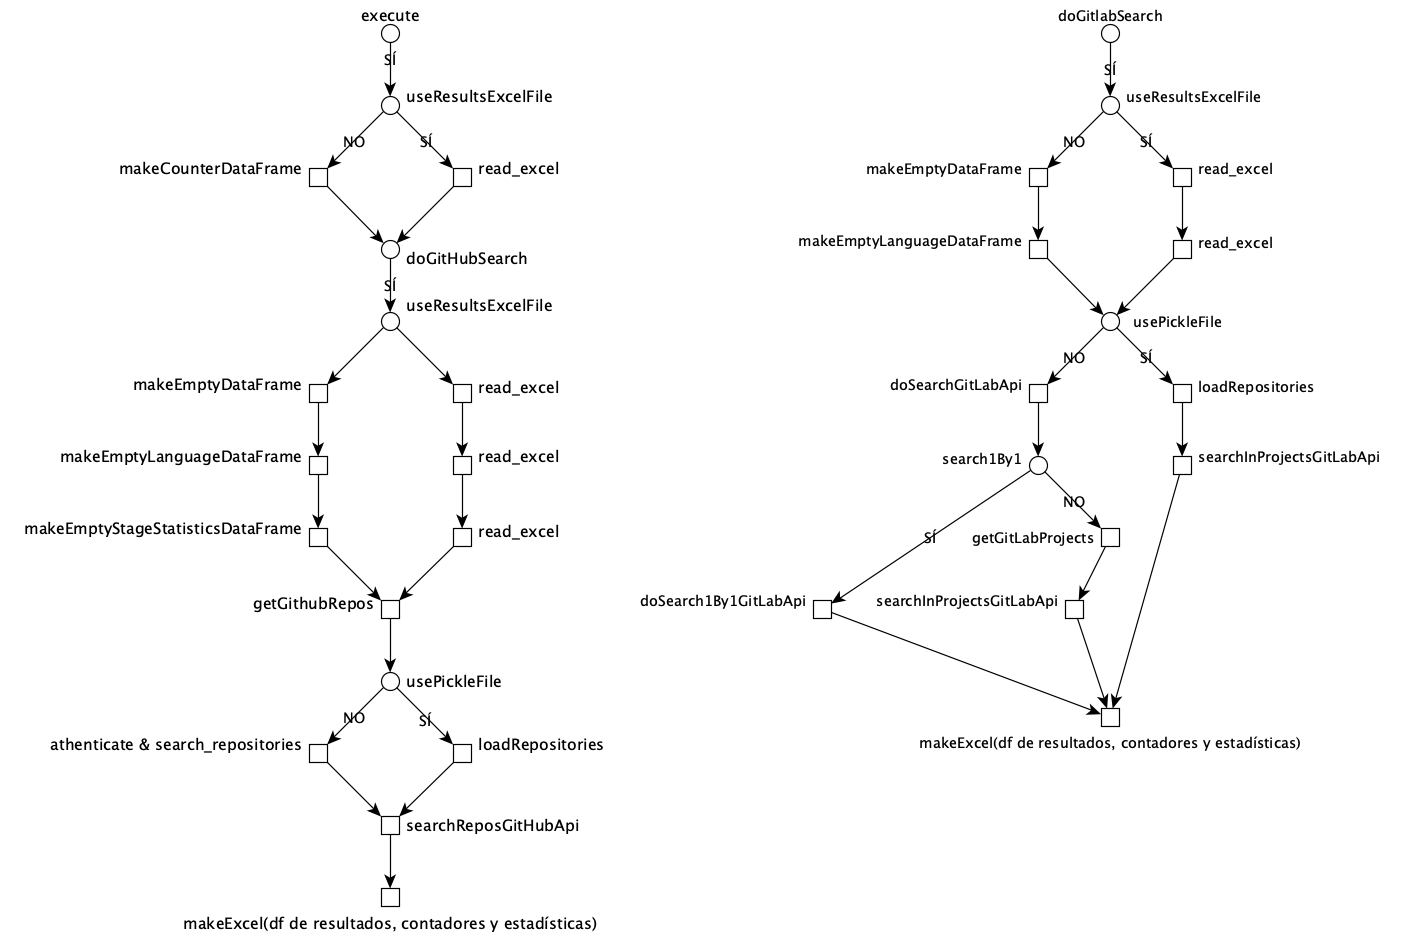 execute
SÍ
useResultsExcelFile
NO
SÍ
makeCounterDataFrame
read_excel
doGitHubSearch
SÍ
useResultsExcelFile
makeEmptyDataFrame
read_excel
makeEmptyLanguageDataFrame
read_excel
makeEmptyStageStatisticsDataFrame
read_excel
getGithubRepos
usePickleFile
NO
SÍ
athenticate & search_repositories
loadRepositories
searchReposGitHubApi
makeExcel(df de resultados, contadores y estadísticas)
doGitlabSearch
SÍ
useResultsExcelFile
NO
SÍ
makeEmptyDataFrame
read_excel
makeEmptyLanguageDataFrame
read_excel
usePickleFile
NO
SÍ
doSearchGitLabApi
loadRepositories
search1By1
searchInProjectsGitLabApi
NO
SÍ
getGitLabProjects
doSearch1By1GitLabApi
searchInProjectsGitLabApi
makeExcel(df de resultados, contadores y estadísticas)